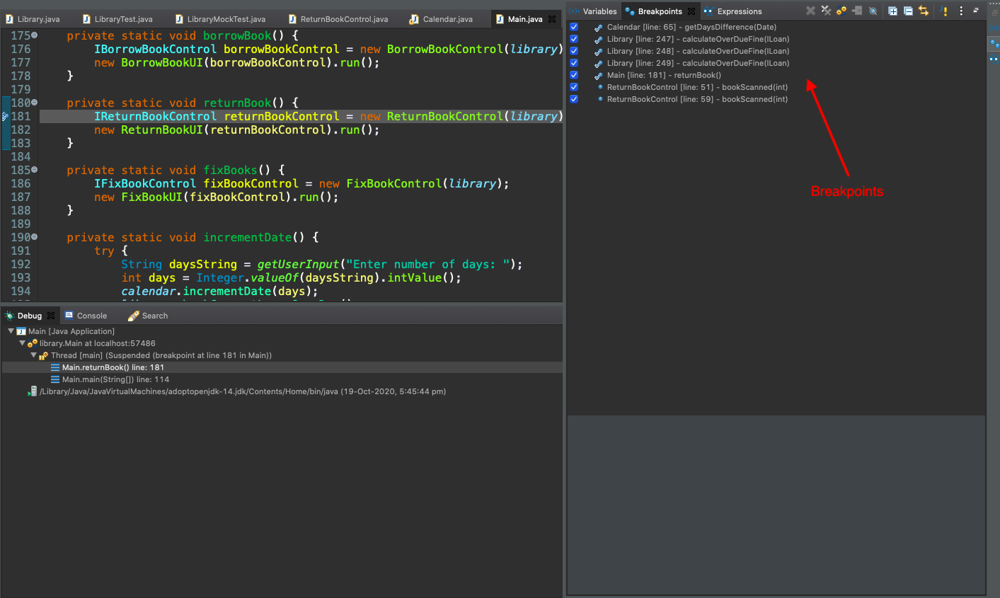 Library.java LibraryTest.java LibraryMockTest.java ReturnBookControl.java Calendar.java Main.java
175 private static void borrowBook() {
176 IBorrowBookControl borrowBookControl = new BorrowBookControl(library)
177 new BorrowBookUI(borrowBookControl).run();
178 }
179
180 private static void returnBook() {
181 IReturnBookControl returnBookControl = new ReturnBookControl(library)
182 new ReturnBookUI(returnBookControl).run();
183 }
184
185 private static void fixBooks() {
186 IFixBookControl fixBookControl = new FixBookControl(library);
187 new FixBookUI(fixBookControl).run();
188 }
189
190 private static void incrementDate() {
191 try {
192 String daysString = getUserInput("Enter number of days: ");
193 int days = Integer.valueOf(daysString).intValue();
194 calendar.incrementDate(days);
Debug Console Search
Main [Java Application]
library.Main at localhost:57486
Thread [main] (Suspended (breakpoint at line 181 in Main))
Main.returnBook() line: 181
Main.main(String[]) line: 114
/Library/Java/JavaVirtualMachines/adoptopenjdk-14.jdk/Contents/Home/bin/java (19-Oct-2020, 5:45:44 pm)
Variables Breakpoints Expressions
Calendar [line: 65] - getDaysDifference(Date)
Library [line: 247] - calculateOverDueFine(ILoan)
Library [line: 248] - calculateOverDueFine(ILoan)
Library [line: 249] - calculateOverDueFine(ILoan)
Main [line: 181] - returnBook()
ReturnBookControl [line: 51] - bookScanned(int)
ReturnBookControl [line: 59] - bookScanned(int)
Breakpoints